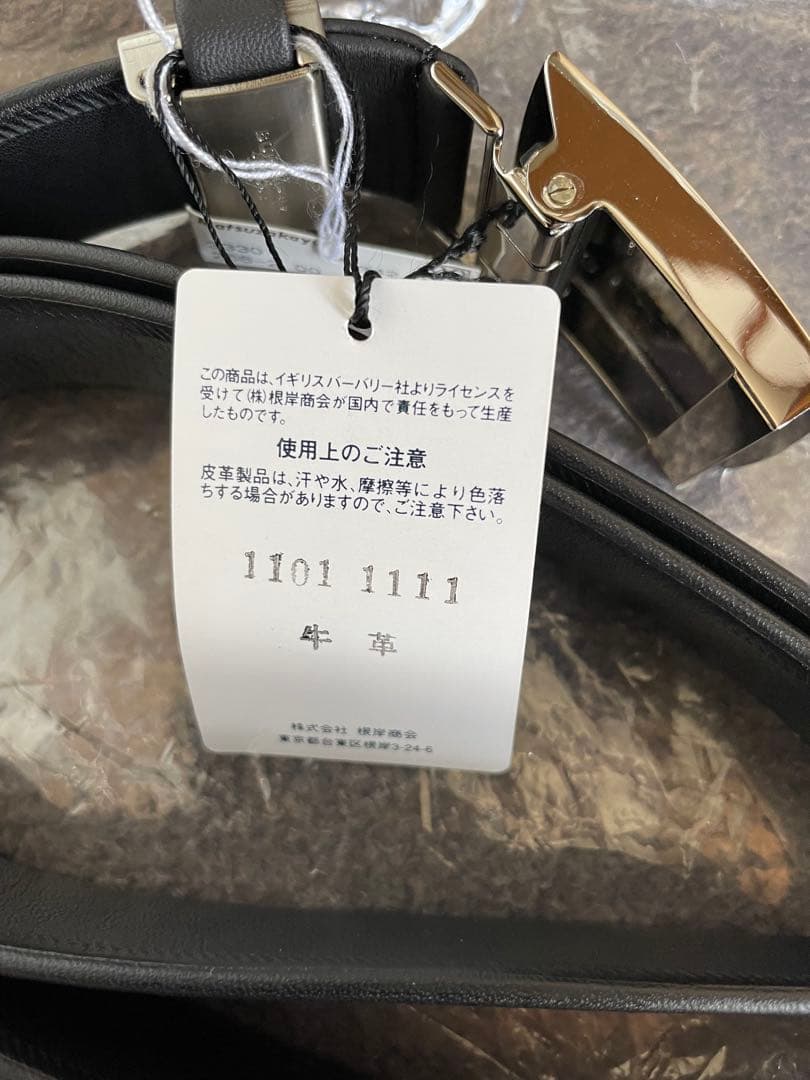 この商品は、イギリスバーバリー社よりライセンスを
受けて(株)根岸商会が国内で責任をもって生産
したものです。
使用上のご注意
皮革製品は、汗や水、摩擦等により色落
ちする場合がありますので、ご注意下さい。
1101 1111
牛 革
株式会社 根岸商会
東京都台東区根岸3-24-6